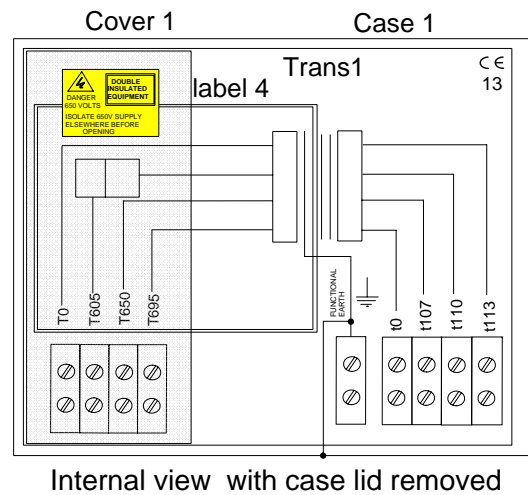 Cover 1
Case 1
Trans1
CE
13
label 4
DANGER
650 VOLTS
DOUBLE
INSULATED
EQUIPMENT
ISOLATE 650V SUPPLY
ELSEWHERE BEFORE
OPENING
T0
T605
T650
T695
FUNCTIONAL
EARTH
t0
t107
t110
t113
Internal view with case lid removed